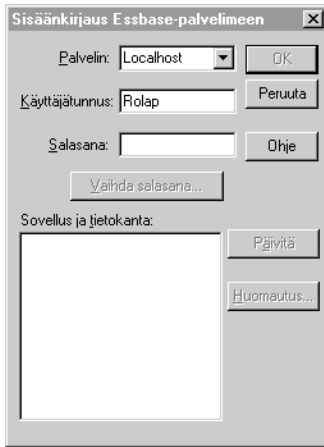 Sisäänkirjaus Essbase-palvelimeen
Palvelin: Localhost OK
Käyttäjätunnus: Rolap Peruuta
Salasana: Ohje
Vaihda salasana...
Sovellus ja tietokanta:
Päivitä
Huomautus...